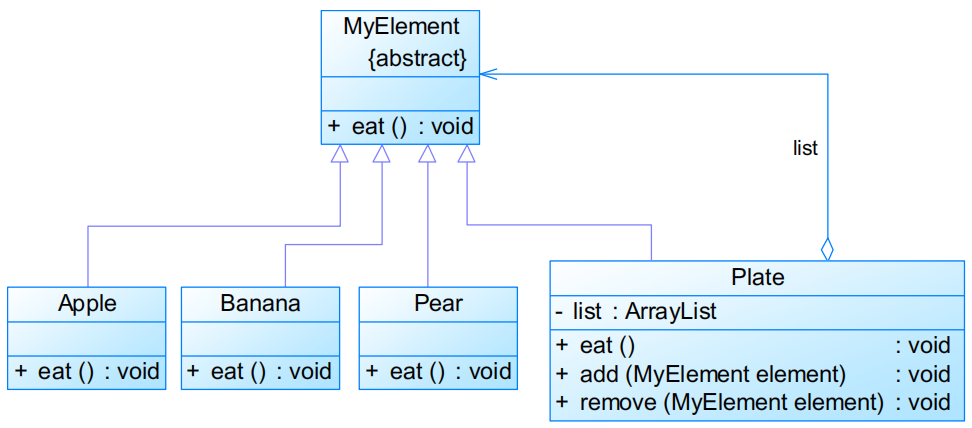 MyElement
{abstract}
+ eat () : void
list
Apple
+ eat () : void
Banana
+ eat () : void
Pear
+ eat () : void
Plate
- list : ArrayList
+ eat () : void
+ add (MyElement element) : void
+ remove (MyElement element) : void